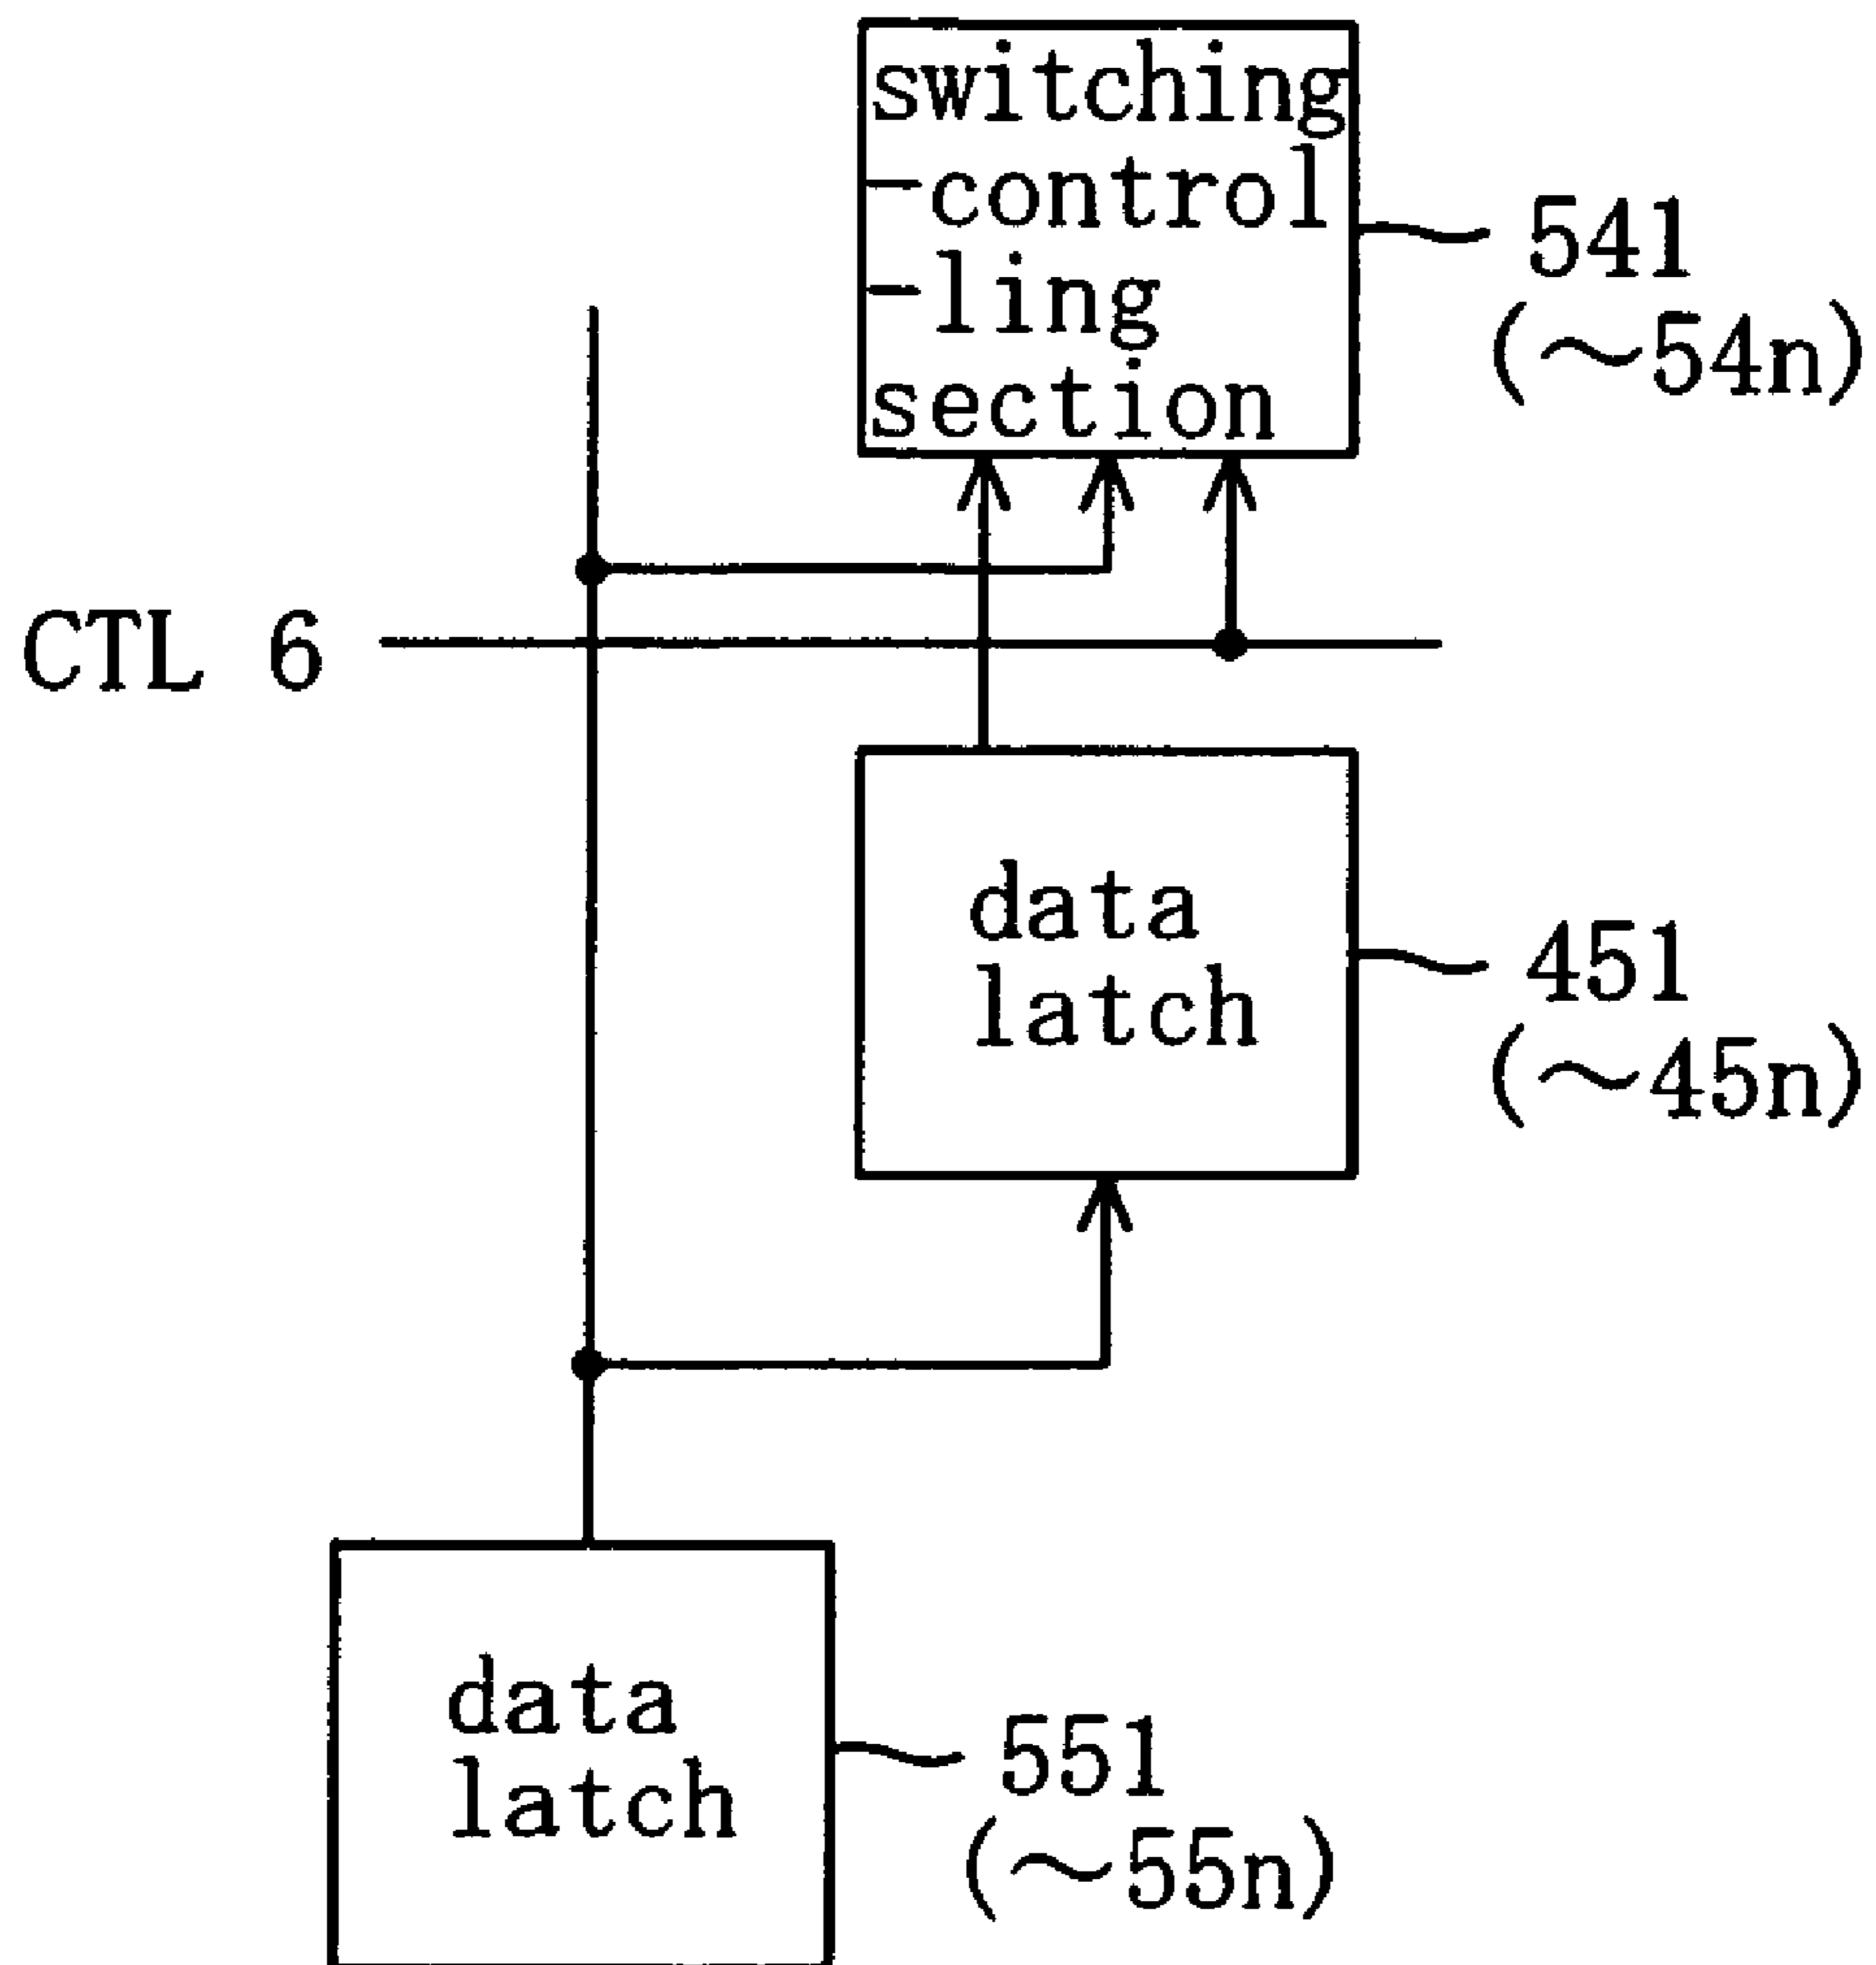 switching
-control
-ling
section
541
(～54n)
CTL 6
data
latch
451
(～45n)
data
latch
551
(～55n)